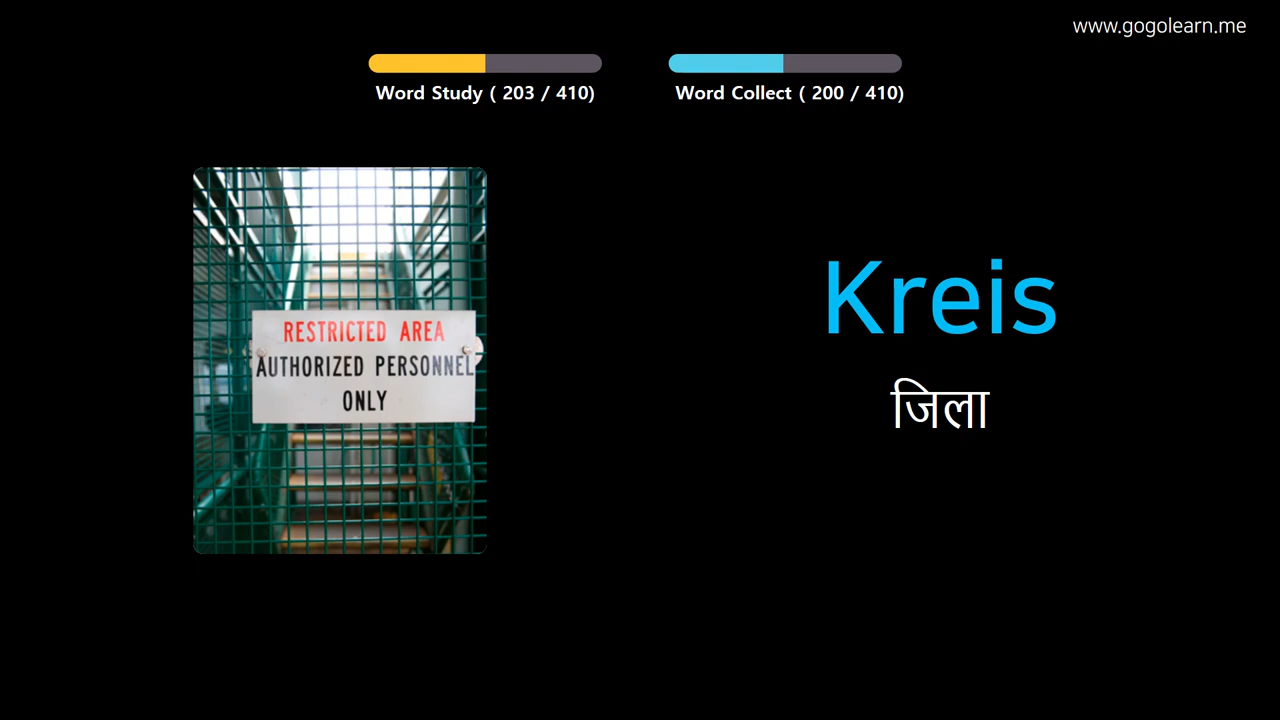 www.gogolearn.me
Word Study ( 203 / 410)
Word Collect ( 200 / 410)
RESTRICTED AREA
AUTHORIZED PERSONNEL
ONLY
Kreis
जिला